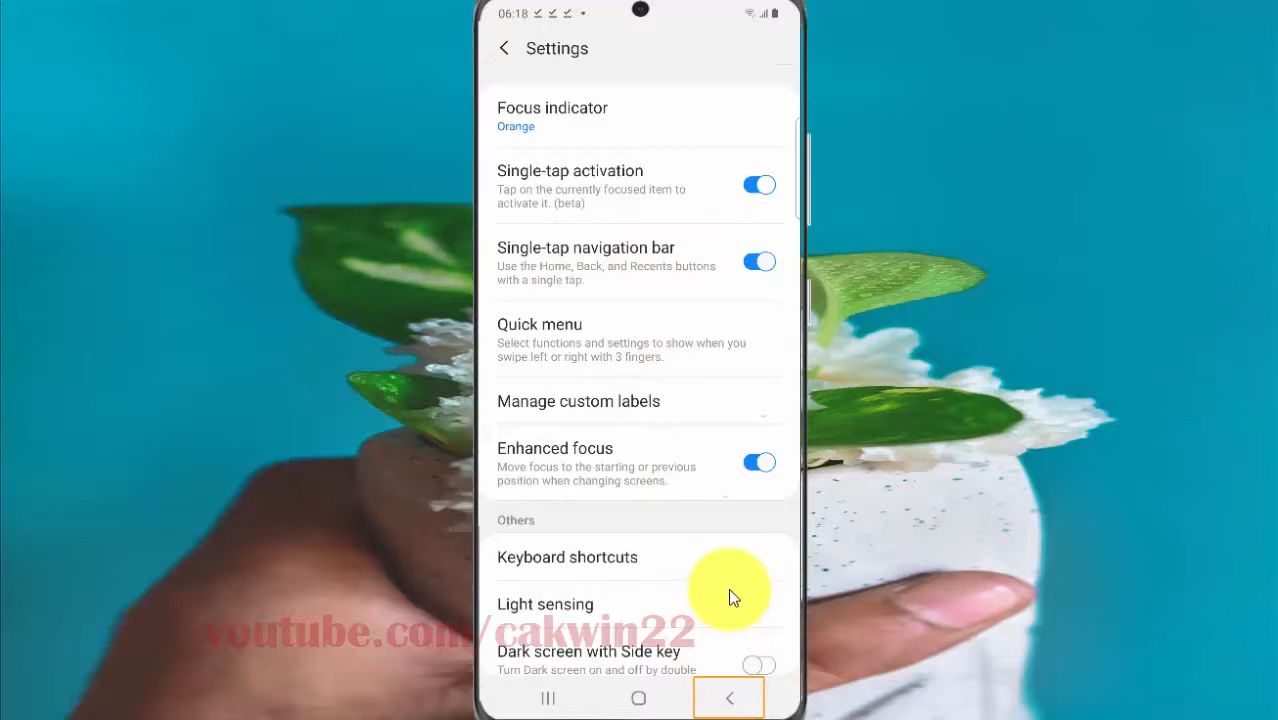 06:18
Settings
Focus indicator
Orange
Single-tap activation
Tap on the currently focused item to
activate it. (beta)
Single-tap navigation bar
Use the Home, Back, and Recents buttons
with a single tap.
Quick menu
Select functions and settings to show when you
swipe left or right with 3 fingers.
Manage custom labels
Enhanced focus
Move focus to the starting or previous
position when changing screens.
Others
Keyboard shortcuts
Light sensing
youtube.com/cakwin22
Dark screen with Side key
Turn Dark screen on and off by double